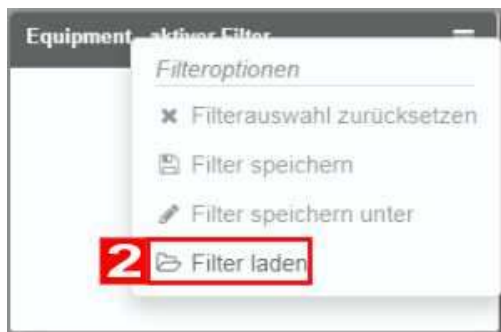 Equipment - aktiver Filter
Filteroptionen
Filterauswahl zurücksetzen
Filter speichern
Filter speichern unter
2 Filter laden